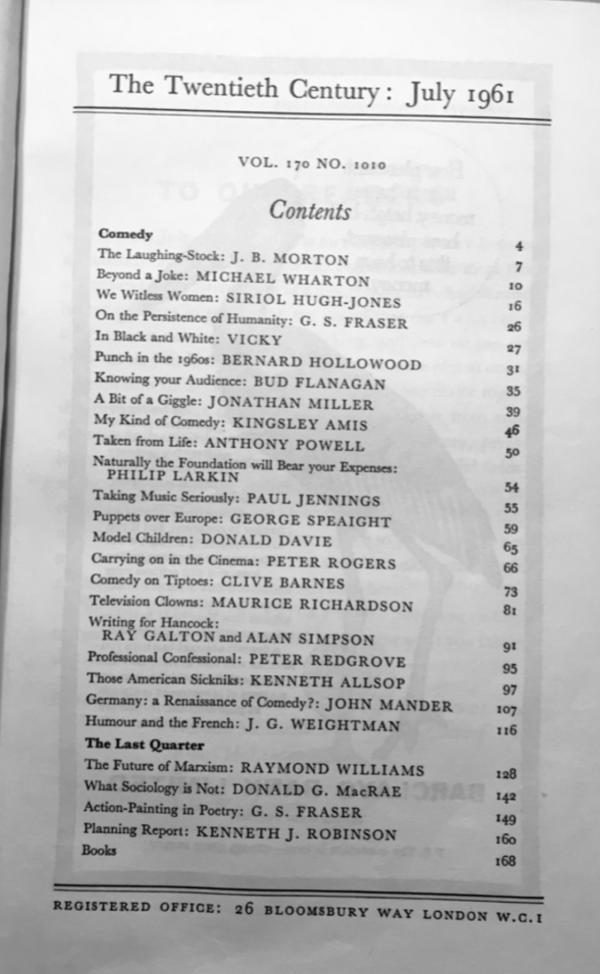 The Twentieth Century: July 1961
VOL. 170 NO. 1010
Contents
Comedy 4
The Laughing-Stock: J. B. MORTON 7
Beyond a Joke: MICHAEL WHARTON 10
We Witless Women: SIRIOL HUGH-JONES 16
On the Persistence of Humanity: G. S. FRASER 26
In Black and White: VICKY 27
Punch in the 1960s: BERNARD HOLLOWOOD 31
Knowing your Audience: BUD FLANAGAN 35
A Bit of a Giggle: JONATHAN MILLER 39
My Kind of Comedy: KINGSLEY AMIS 46
Taken from Life: ANTHONY POWELL 50
Naturally the Foundation will Bear your Expenses:
PHILIP LARKIN 54
Taking Music Seriously: PAUL JENNINGS 55
Puppets over Europe: GEORGE SPEAIGHT 59
Model Children: DONALD DAVIE 65
Carrying on in the Cinema: PETER ROGERS 66
Comedy on Tiptoes: CLIVE BARNES 73
Television Clowns: MAURICE RICHARDSON 81
Writing for Hancock:
RAY GALTON and ALAN SIMPSON 91
Professional Confessional: PETER REDGROVE 95
Those American Sickniks: KENNETH ALLSOP 97
Germany: a Renaissance of Comedy?: JOHN MANDER 107
Humour and the French: J. G. WEIGHTMAN 116
The Last Quarter
The Future of Marxism: RAYMOND WILLIAMS 128
What Sociology is Not: DONALD G. MacRAE 142
Action-Painting in Poetry: G. S. FRASER 149
Planning Report: KENNETH J. ROBINSON 160
Books 168
REGISTERED OFFICE: 26 BLOOMSBURY WAY LONDON W.C.1